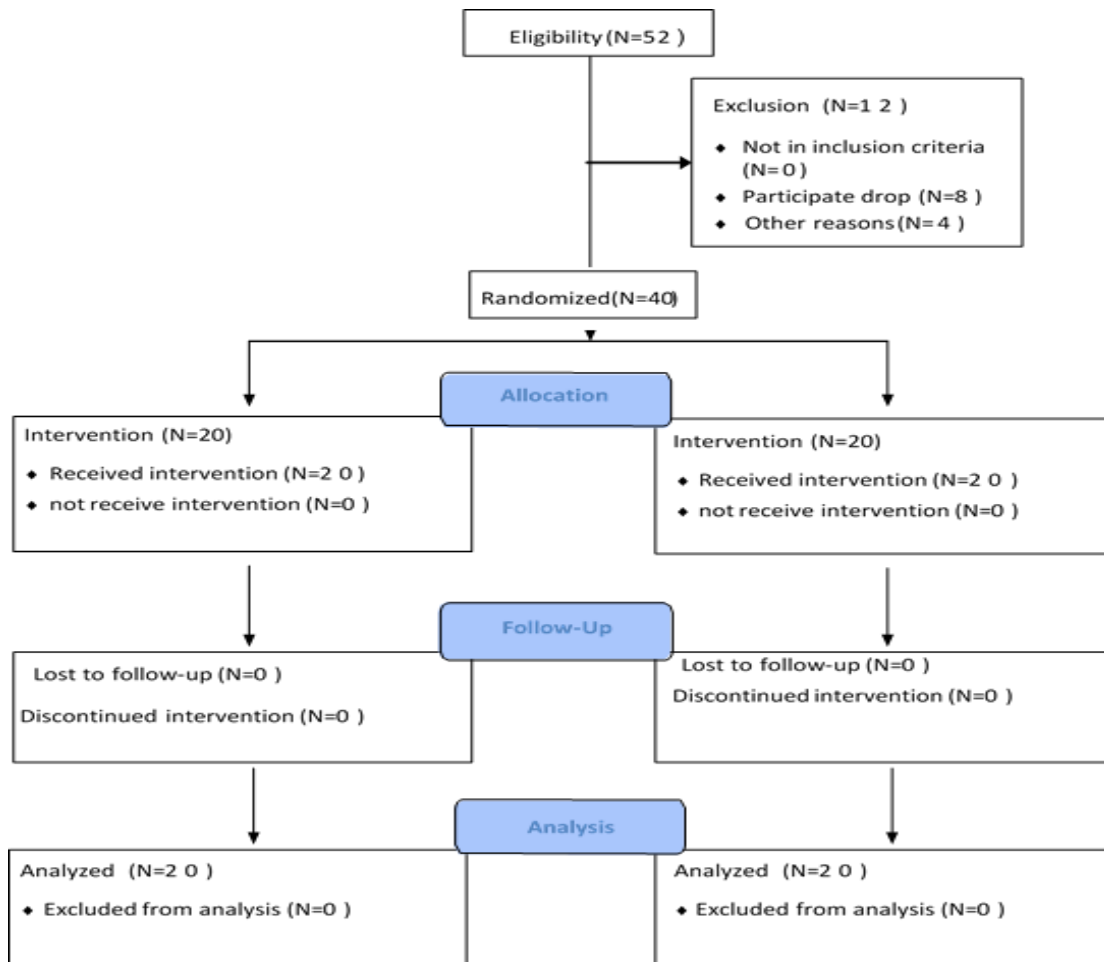 Eligibility (N=52 )
Exclusion (N=1 2 )
◆ Not in inclusion criteria
(N= 0 )
◆ Participate drop (N=8 )
◆ Other reasons (N= 4 )
Randomized(N=40)
Allocation
Intervention (N=20)
◆ Received intervention (N=2 0 )
◆ not receive intervention (N=0 )
Intervention (N=20)
◆ Received intervention (N=2 0 )
◆ not receive intervention (N=0 )
Follow-Up
Lost to follow-up (N=0 )
Discontinued intervention (N=0 )
Lost to follow-up (N=0 )
Discontinued intervention (N=0 )
Analysis
Analyzed (N=2 0 )
◆ Excluded from analysis (N=0 )
Analyzed (N=2 0 )
◆ Excluded from analysis (N=0 )